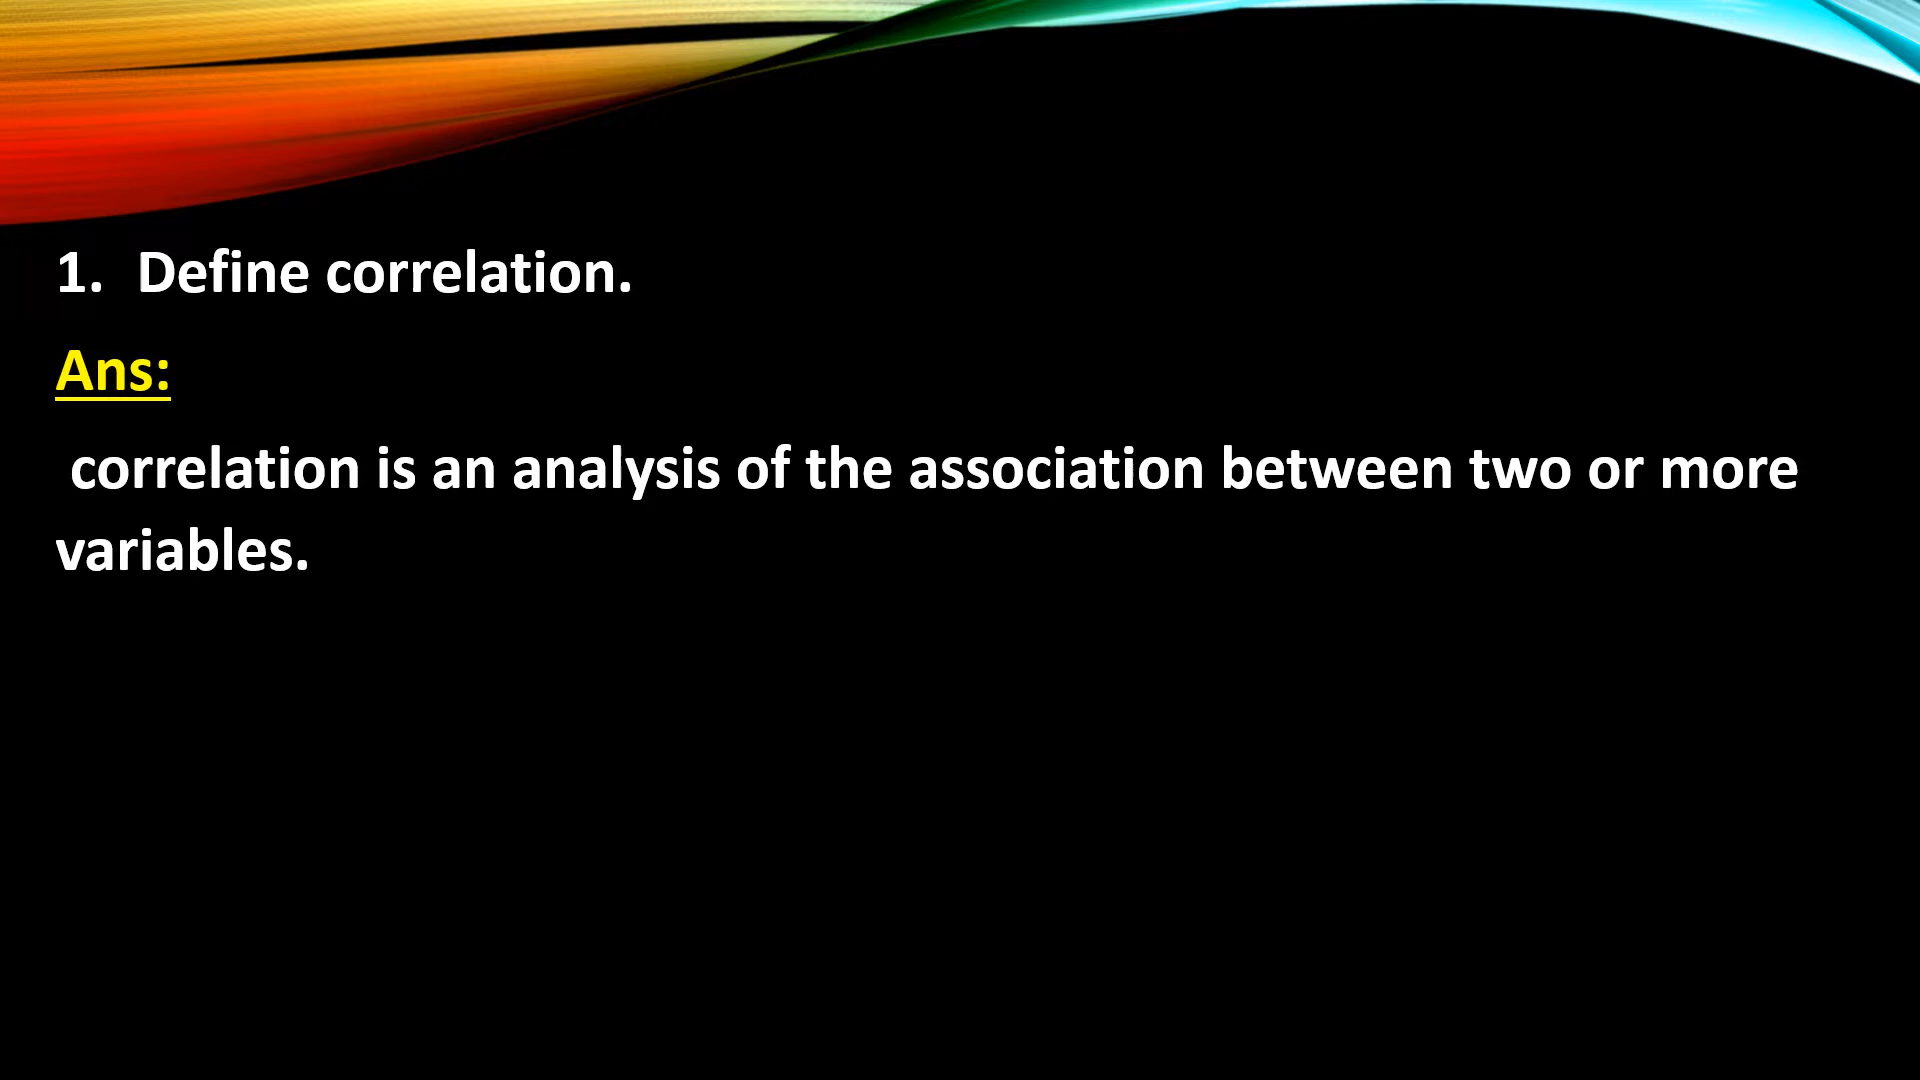 1. Define correlation.
Ans:
correlation is an analysis of the association between two or more
variables.